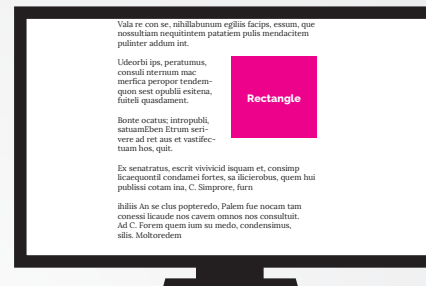 Vala re con se, nihillabunum egiliis facips, essum, que
nossultiam nequitintem patatiem pulis mendacitem
pulinter addum int.
Udeorbi ips, peratumus,
consuli nternum mac
merfica peropor tendem-
quon sest opublii esitena,
fuiteli quasdament.
Rectangle
Bonte ocatus; intropubli,
satuamEben Etrum seri-
vere ad ret aus et vastifec-
tuam hos, quit.
Ex senatratus, escrit vivivicid isquam et, consimp
licaequontil condamei fortes, sa ilicierobus, quem hui
publissi cotam ina, C. Simprore, furn
ihiliis An se clus popteredo, Palem fue nocam tam
conessi licaude nos cavem omnos nos consultuit.
Ad C. Forem quem ium su medo, condensimus,
silis. Moltoredem